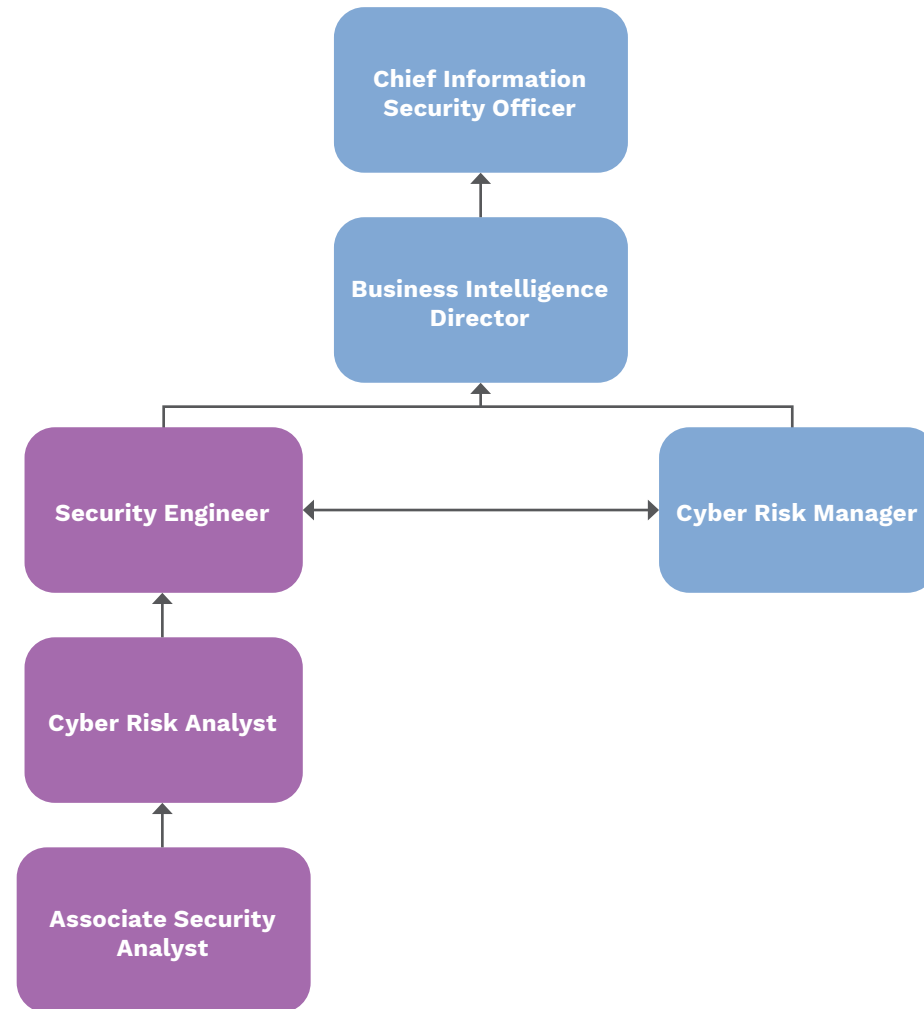 Chief Information
Security Officer
Business Intelligence
Director
Security Engineer
Cyber Risk Manager
Cyber Risk Analyst
Associate Security
Analyst